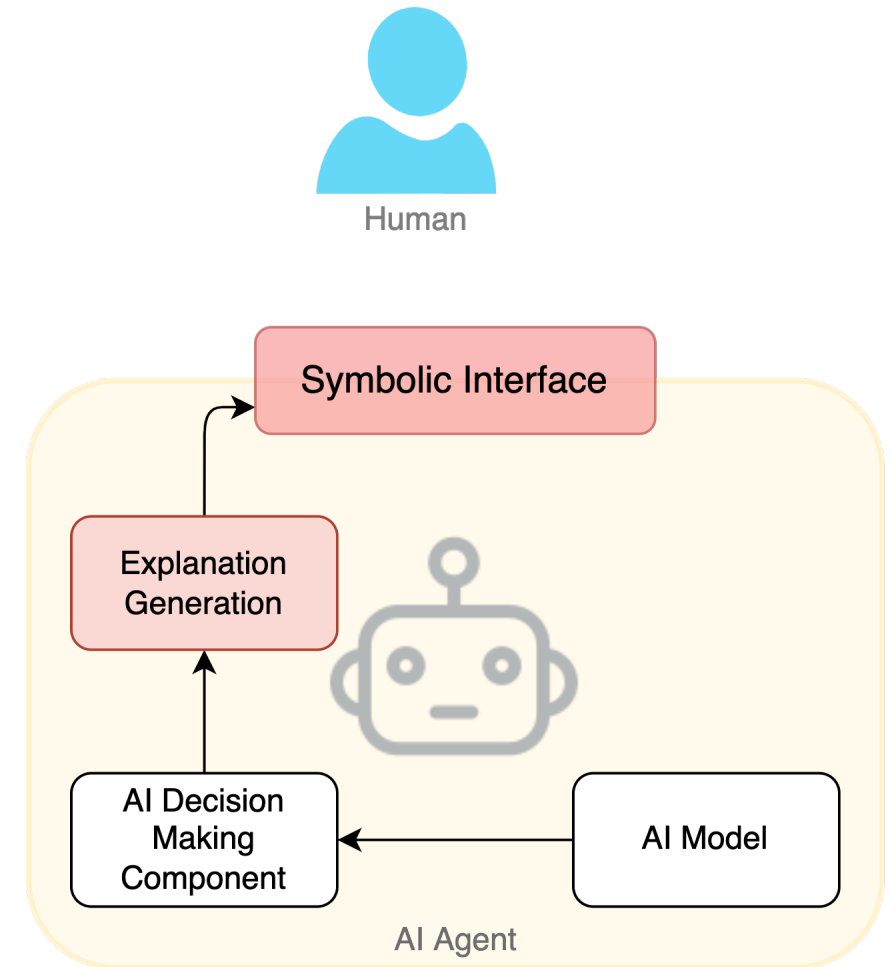 Human
Symbolic Interface
Explanation
Generation
AI Decision
Making
Component
AI Model
AI Agent